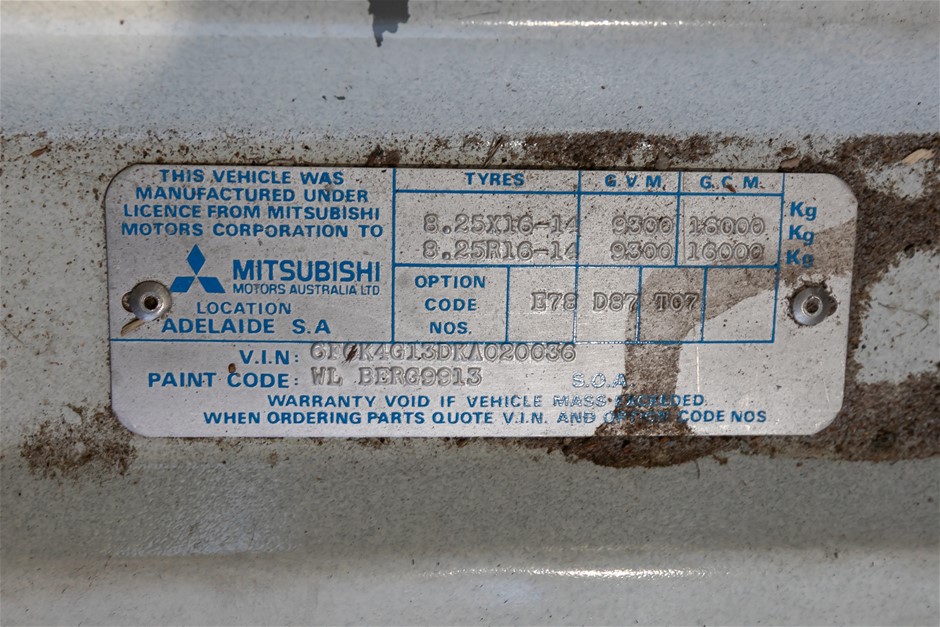 THIS VEHICLE WAS
MANUFACTURED UNDER
LICENCE FROM MITSUBISHI
MOTORS CORPORATION TO
MITSUBISHI
MOTORS AUSTRALIA LTD
LOCATION
ADELAIDE S.A
TYRES G.V.M. G.C.M.
8.25X16-14 9300 16000 Kg
8.25R16-14 9300 16000 Kg
Kg
OPTION
CODE
NOS.
E78 D87 T07
V.I.N:
PAINT CODE: WL BERG9913 S.O.A
WARRANTY VOID IF VEHICLE MASS EXCEEDED.
WHEN ORDERING PARTS QUOTE V.I.N. AND OPTION CODE NOS